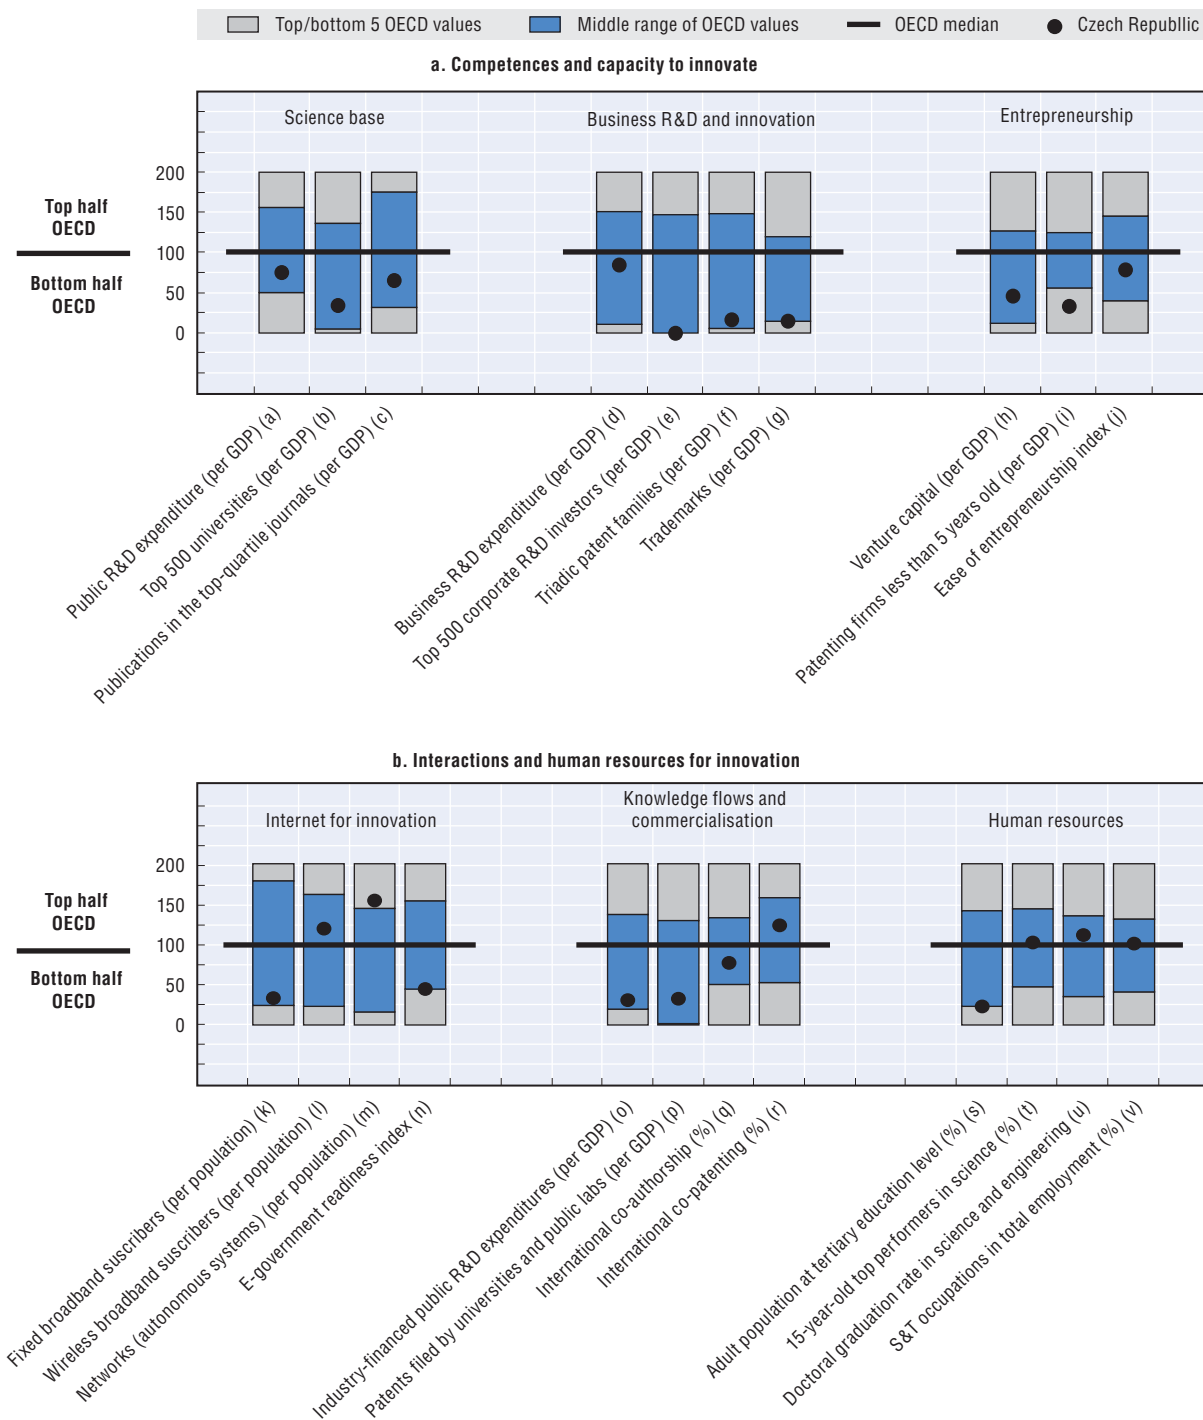 Top/bottom 5 OECD values
Middle range of OECD values
OECD median
Czech Republlic
a. Competences and capacity to innovate
Science base
Business R&D and innovation
Entrepreneurship
200
150
100
50
0
Top half
OECD
Bottom half
OECD
Public R&D expenditure (per GDP) (a)
Top 500 universities (per GDP) (b)
Publications in the top-quartile journals (per GDP) (c)
Business R&D expenditure (per GDP) (d)
Top 500 corporate R&D investors (per GDP) (e)
Triadic patent families (per GDP) (f)
Trademarks (per GDP) (g)
Venture capital (per GDP) (h)
Patenting firms less than 5 years old (per GDP) (i)
Ease of entrepreneurship index (j)
b. Interactions and human resources for innovation
Internet for innovation
Knowledge flows and
commercialisation
Human resources
200
150
100
50
0
Top half
OECD
Bottom half
OECD
Fixed broadband suscribers (per population) (k)
Wireless broadband suscribers (per population) (l)
Networks (autonomous systems) (per population) (m)
E-government readiness index (n)
Industry-financed public R&D expenditures (per GDP) (o)
Patents filed by universities and public labs (per GDP) (p)
International co-authorship (%) (q)
International co-patenting (%) (r)
Adult population at tertiary education level (%) (s)
15-year-old top performers in science (%) (t)
Doctoral graduation rate in science and engineering (u)
S&T occupations in total employment (%) (v)